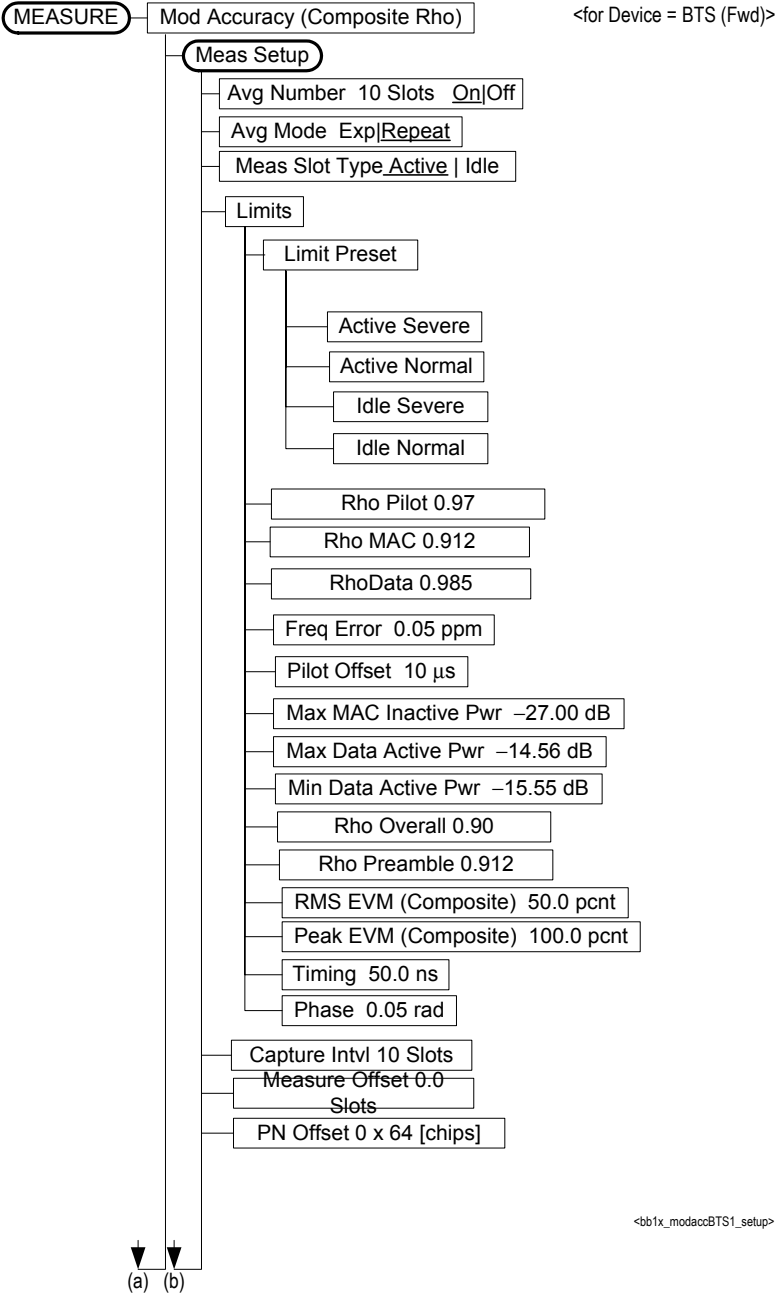 MEASURE Mod Accuracy (Composite Rho) <for Device = BTS (Fwd)>
Meas Setup
Avg Number 10 Slots On|Off
Avg Mode Exp|Repeat
Meas Slot Type Active | Idle
Limits
Limit Preset
Active Severe
Active Normal
Idle Severe
Idle Normal
Rho Pilot 0.97
Rho MAC 0.912
RhoData 0.985
Freq Error 0.05 ppm
Pilot Offset 10 μs
Max MAC Inactive Pwr −27.00 dB
Max Data Active Pwr −14.56 dB
Min Data Active Pwr −15.55 dB
Rho Overall 0.90
Rho Preamble 0.912
RMS EVM (Composite) 50.0 pcnt
Peak EVM (Composite) 100.0 pcnt
Timing 50.0 ns
Phase 0.05 rad
Capture Intvl 10 Slots
Measure Offset 0.0
Slots
PN Offset 0 x 64 [chips]
<bb1x_modaccBTS1_setup>
(a) (b)